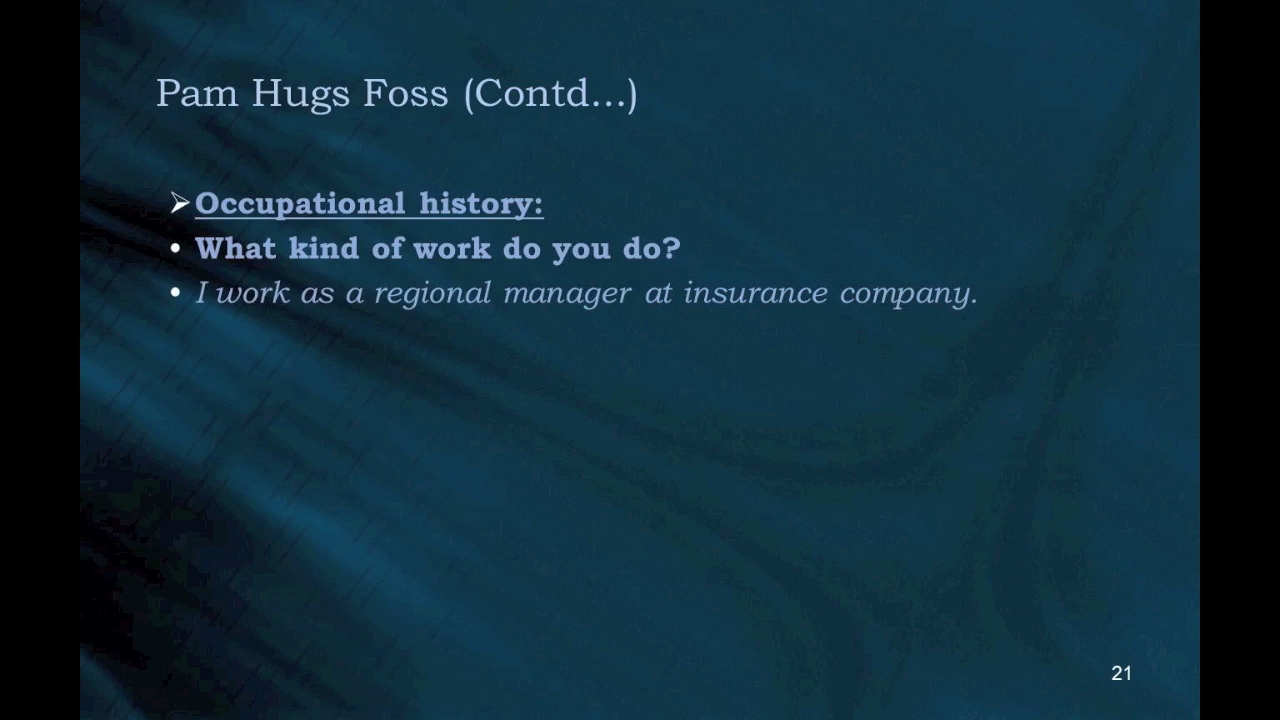 Pam Hugs Foss (Contd...)
Occupational history:
What kind of work do you do?
I work as a regional manager at insurance company.
21